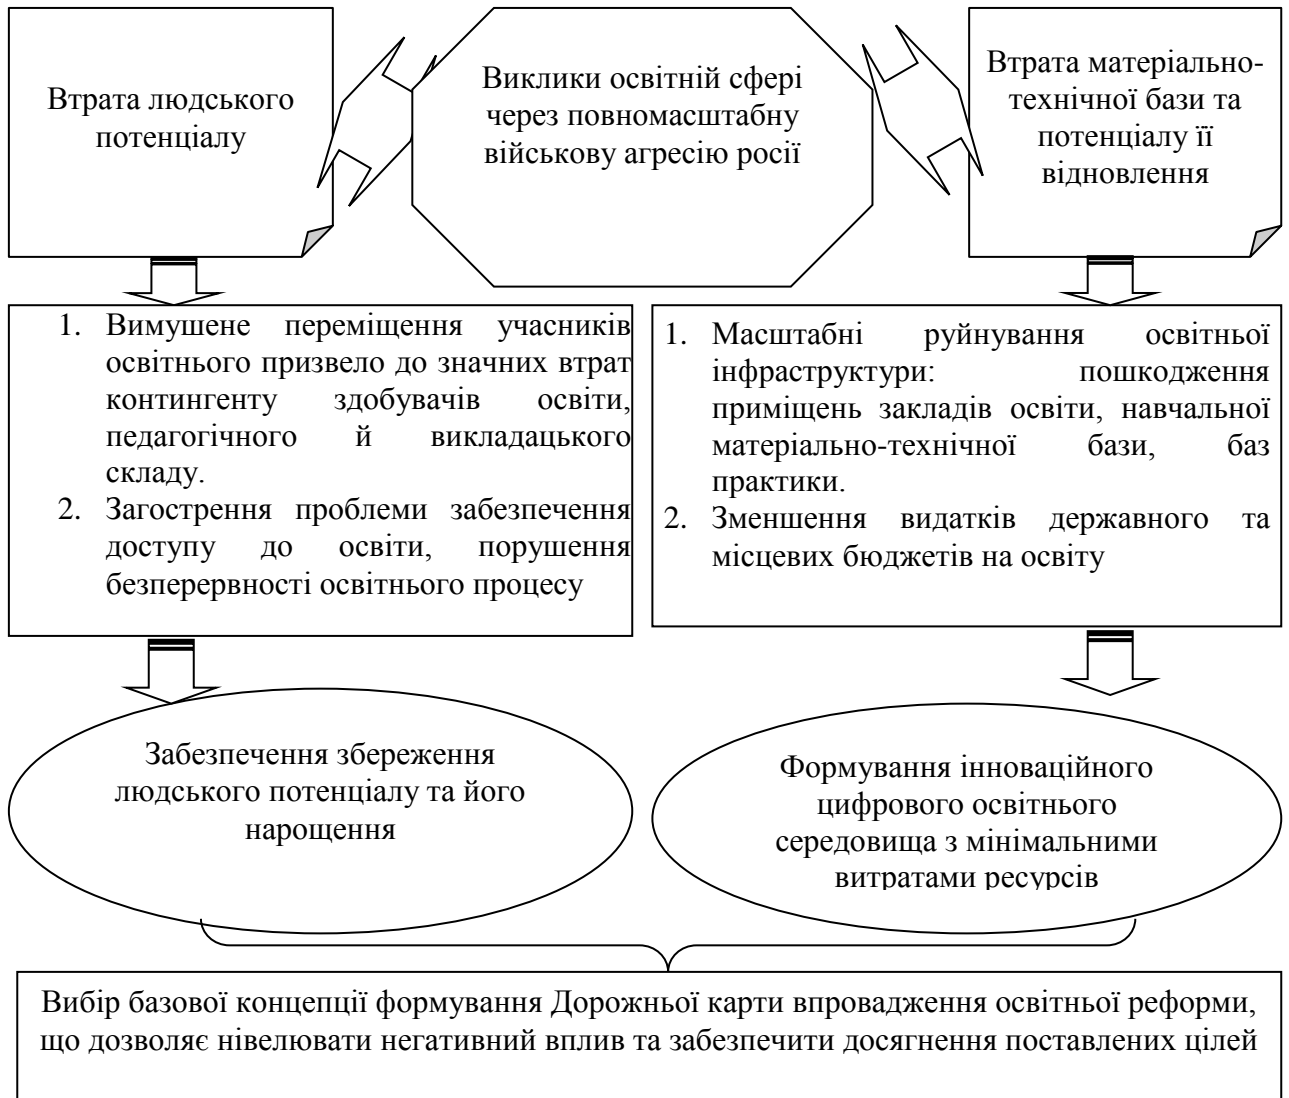 Втрата людського
потенціалу
Виклики освітній сфері
через повномасштабну
військову агресію росії
Втрата матеріально-
технічної бази та
потенціалу її
відновлення
1. Вимушене переміщення учасників
освітнього призвело до значних втрат
контингенту здобувачів освіти,
педагогічного й викладацького
складу.
2. Загострення проблеми забезпечення
доступу до освіти, порушення
безперервності освітнього процесу
1. Масштабні руйнування освітньої
інфраструктури: пошкодження
приміщень закладів освіти, навчальної
матеріально-технічної бази, баз
практики.
2. Зменшення видатків державного та
місцевих бюджетів на освіту
Забезпечення збереження
людського потенціалу та його
нарощення
Формування інноваційного
цифрового освітнього
середовища з мінімальними
витратами ресурсів
Вибір базової концепції формування Дорожньої карти впровадження освітньої реформи,
що дозволяє нівелювати негативний вплив та забезпечити досягнення поставлених цілей